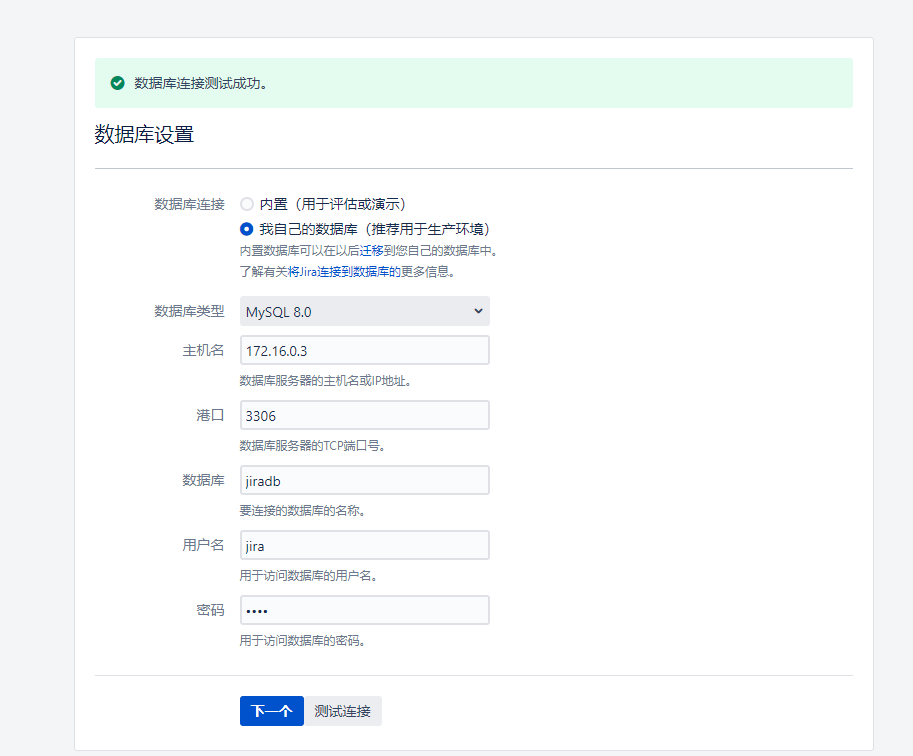 数据库连接测试成功。
数据库设置
数据库连接
内置（用于评估或演示）
我自己的数据库（推荐用于生产环境）
内置数据库可以在以后迁移到您自己的数据库中。
了解有关将Jira连接到数据库的更多信息。
数据库类型 MySQL 8.0
主机名 172.16.0.3
数据库服务器的主机名或IP地址。
港口 3306
数据库服务器的TCP端口号。
数据库 jiradb
要连接的数据库的名称。
用户名 jira
用于访问数据库的用户名。
密码 ••••
用于访问数据库的密码。
下一个 测试连接